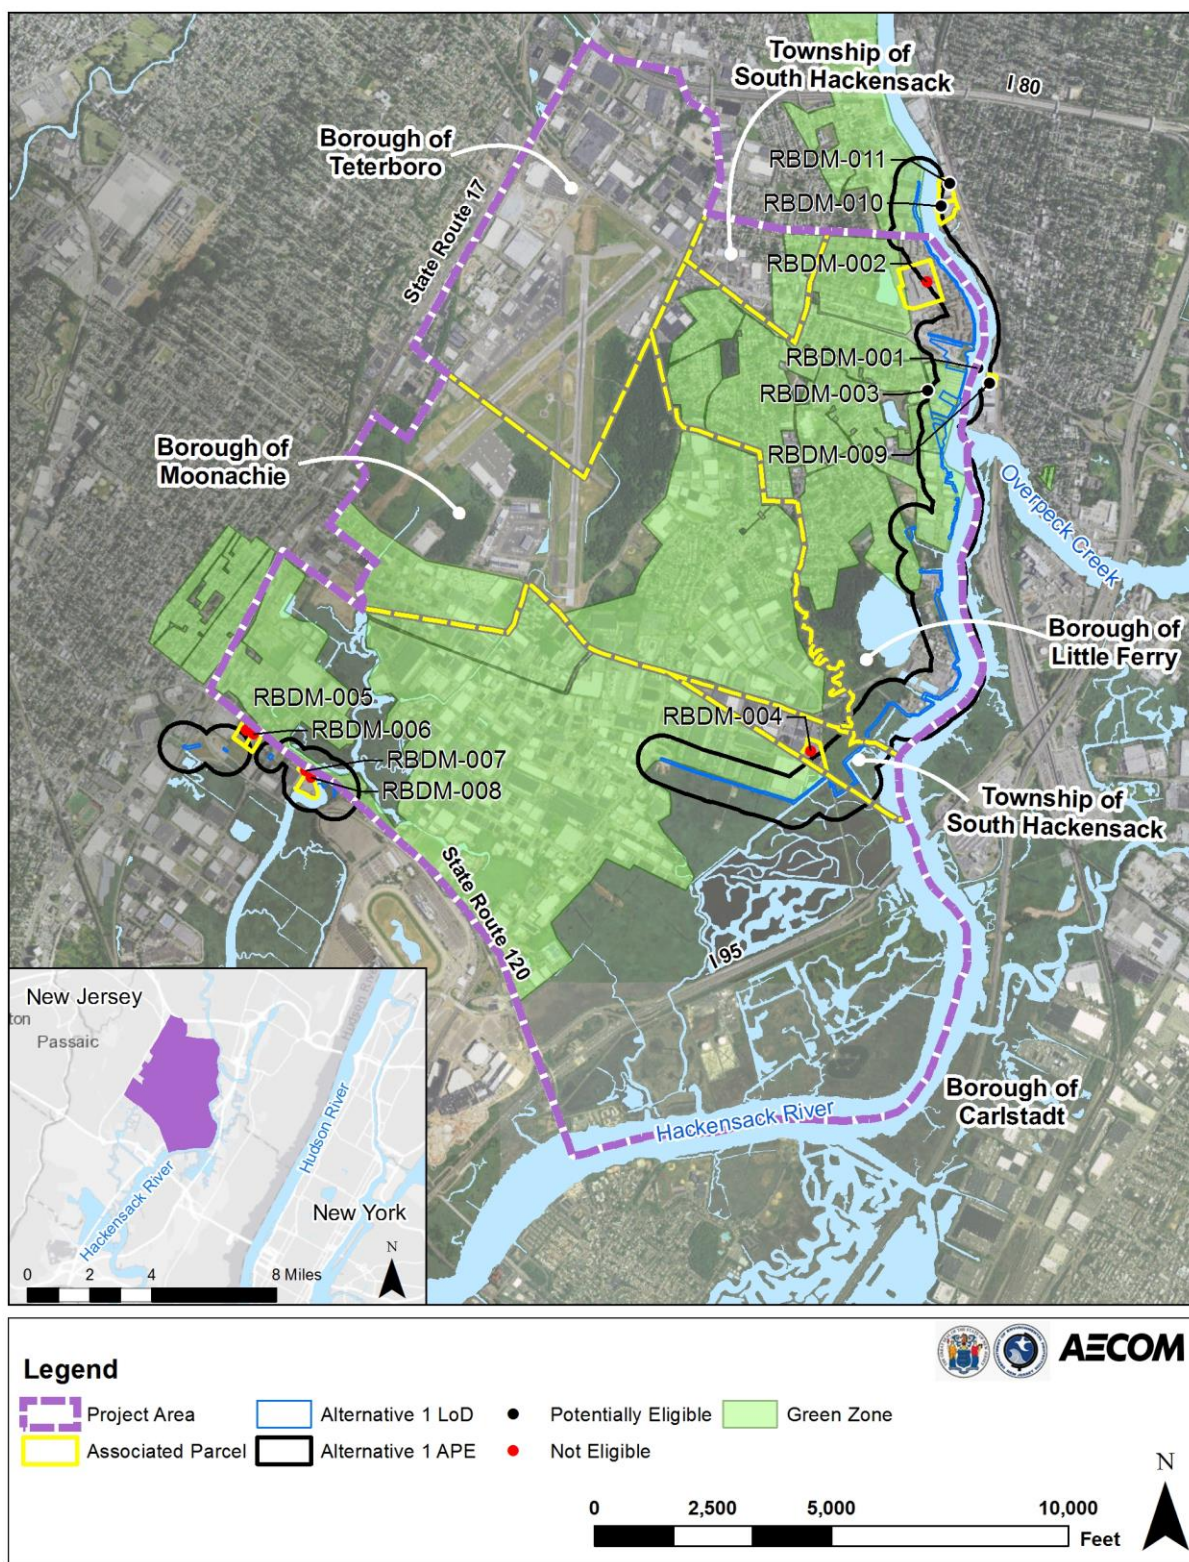 Township of
South Hackensack
I 80
Borough of
Teterboro
RBDM-011
RBDM-010
State Route 17
RBDM-002
RBDM-001
RBDM-003
Borough of
Moonachie
RBDM-009
Overpeck Creek
Borough of
Little Ferry
RBDM-005
RBDM-006
RBDM-004
RBDM-007
RBDM-008
Township of
South Hackensack
State Route 120
I 95
Borough of
Carlstadt
Hackensack River
New Jersey
ton
Passaic
Hudson River
Hudson River
Hackensack River
New York
N
0 2 4 8 Miles
AECOM
Legend
Project Area
Alternative 1 LoD
Potentially Eligible
Green Zone
Associated Parcel
Alternative 1 APE
Not Eligible
N
0 2,500 5,000 10,000
Feet